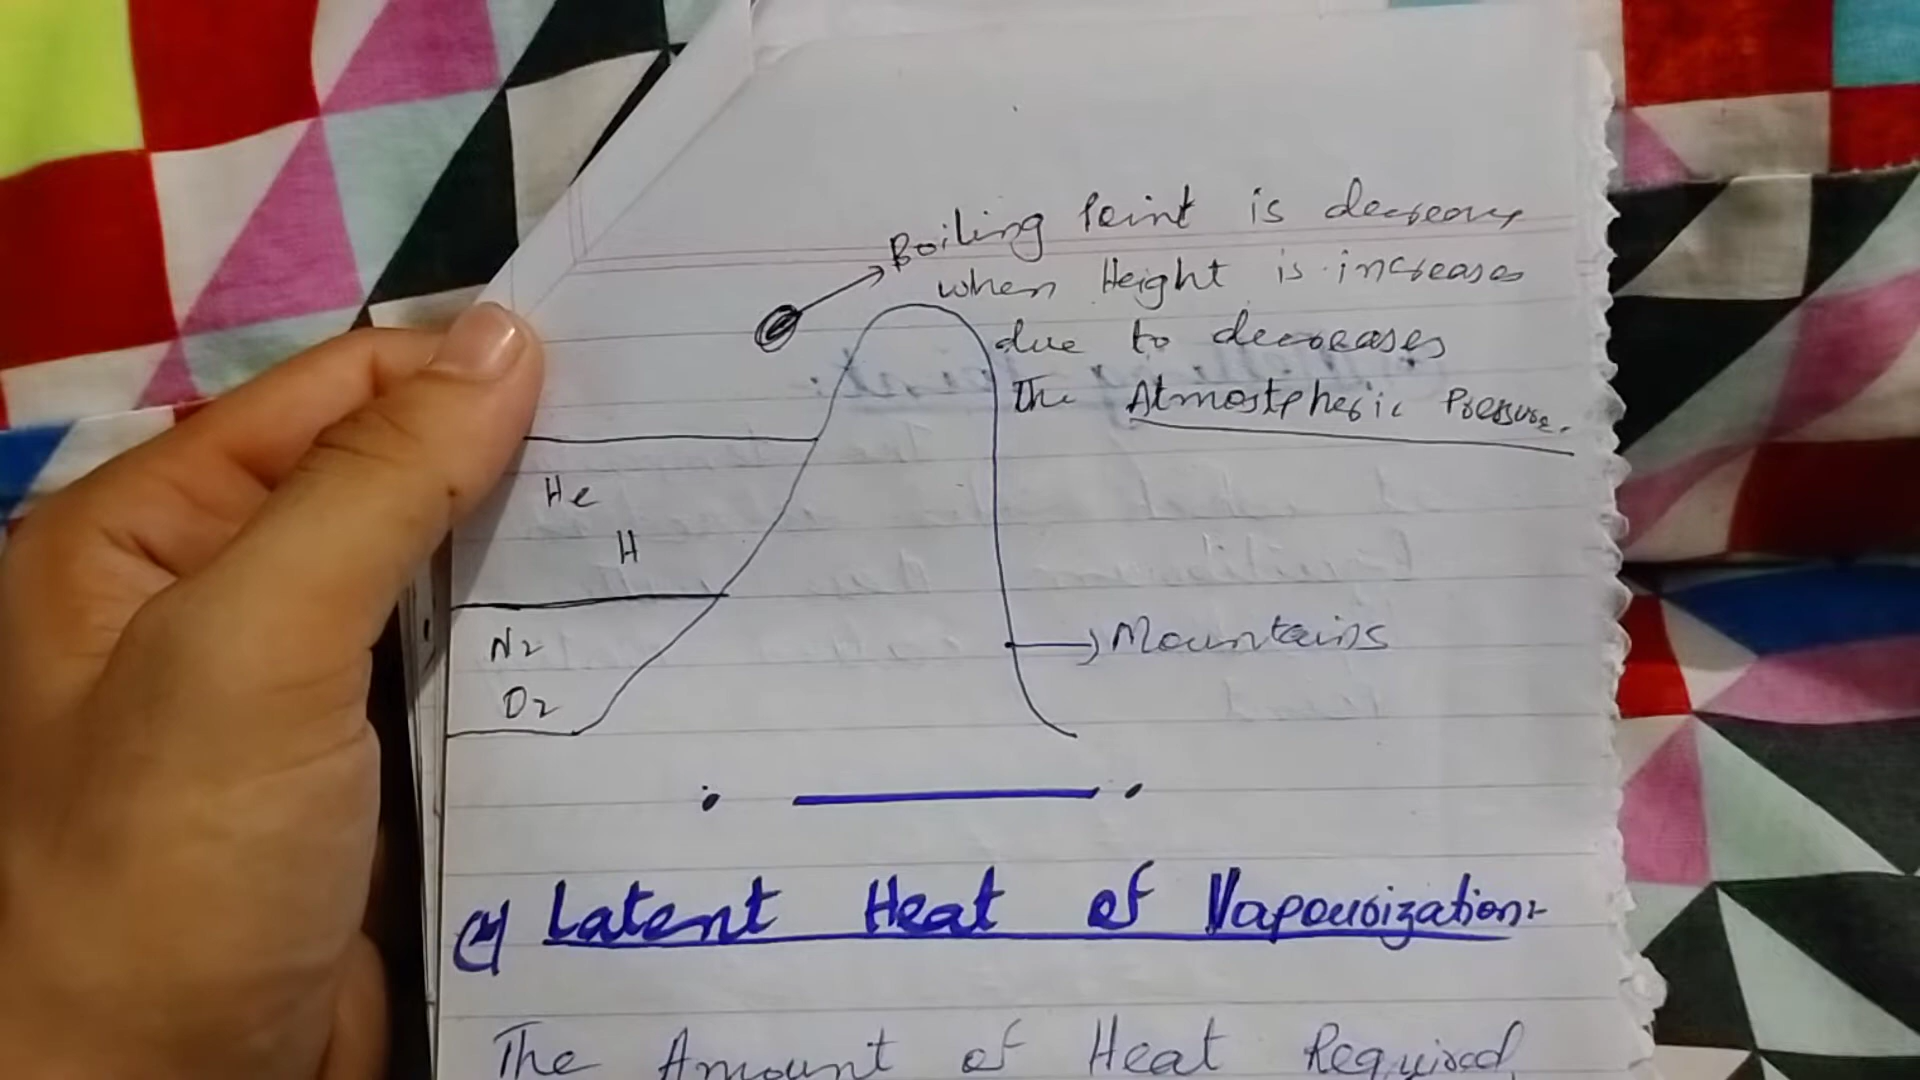 Boiling Point is decreases
when Height is increases
due to decreases
The Atmostpheric Pressure.
He
H
N2
O2
Mountains
Latent Heat of Vapourization:-
The Amount of Heat Required